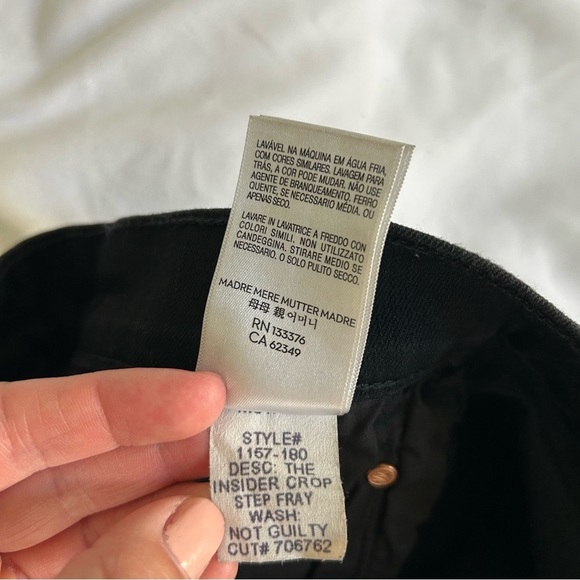 LAVÁVEL NA MÁQUINA EM ÁGUA FRIA,
COM CORES SIMILARES. LAVAGEM PARA
TRÁS, A COR PODE MUDAR. NÃO USE
AGENTE DE BRANQUEAMENTO. FERRO
QUENTE, SE NECESSÁRIO MÉDIA. OU
APENAS SECO.
LAVARE IN LAVATRICE A FREDDO CON
COLORI SIMILI. NON UTILIZZATO
CANDEGGINA. STIRARE MEDIO SE
NECESSARIO. O SOLO PULITO SECCO.
MADRE MERE MUTTER MADRE
母母 親 어머니
RN 133376
CA 62349
STYLE#
1157-180
DESC: THE
INSIDER CROP
STEP FRAY
WASH:
NOT GUILTY
CUT# 706762